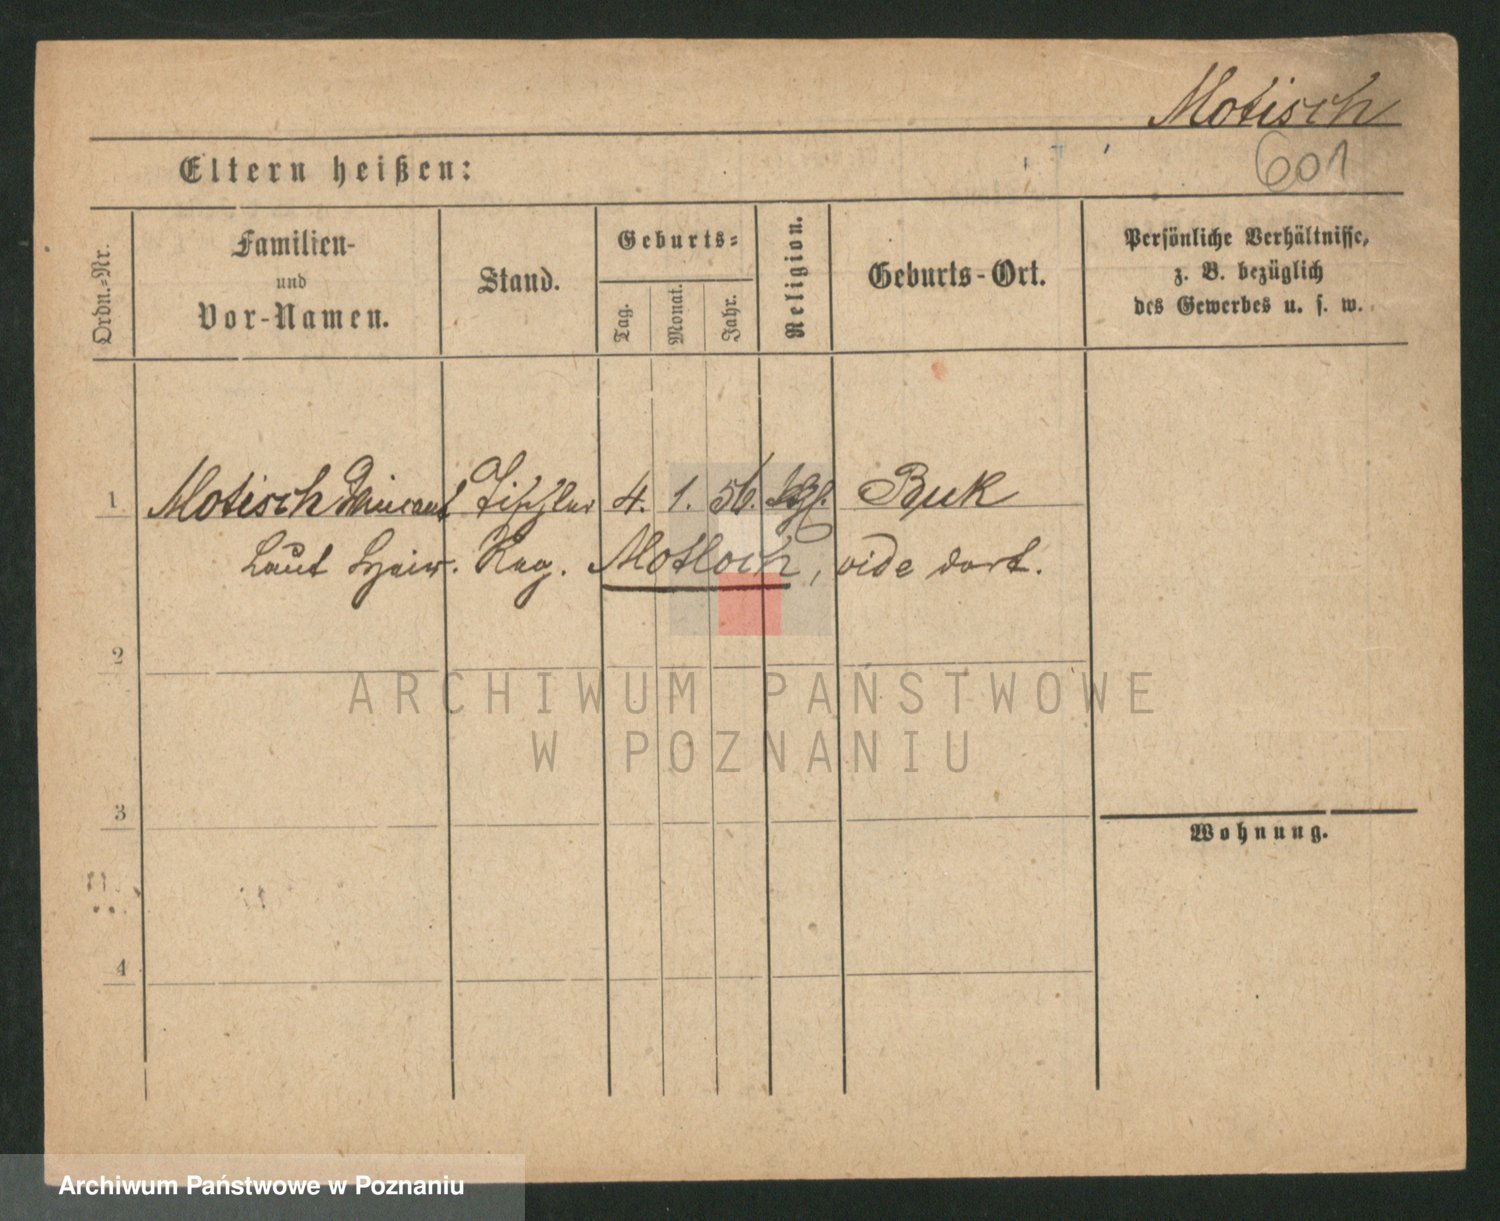 Motisch
601
Eltern heißen:
Ordn.-Nr.
Familien-
und
Vor-Namen.
Stand.
Geburts-
Tag.
Monat.
Jahr.
Religion.
Geburts-Ort.
Persönliche Verhältnisse,
z. B. bezüglich
des Gewerbes u. s. w.
1 Motisch Vincent Tischler 4. 1. 56. Buk
Laut Reg. Motloch, vide dort.
2
ARCHIWUM PAŃSTWOWE
W POZNANIU
3
Wohnung.
4
Archiwum Państwowe w Poznaniu